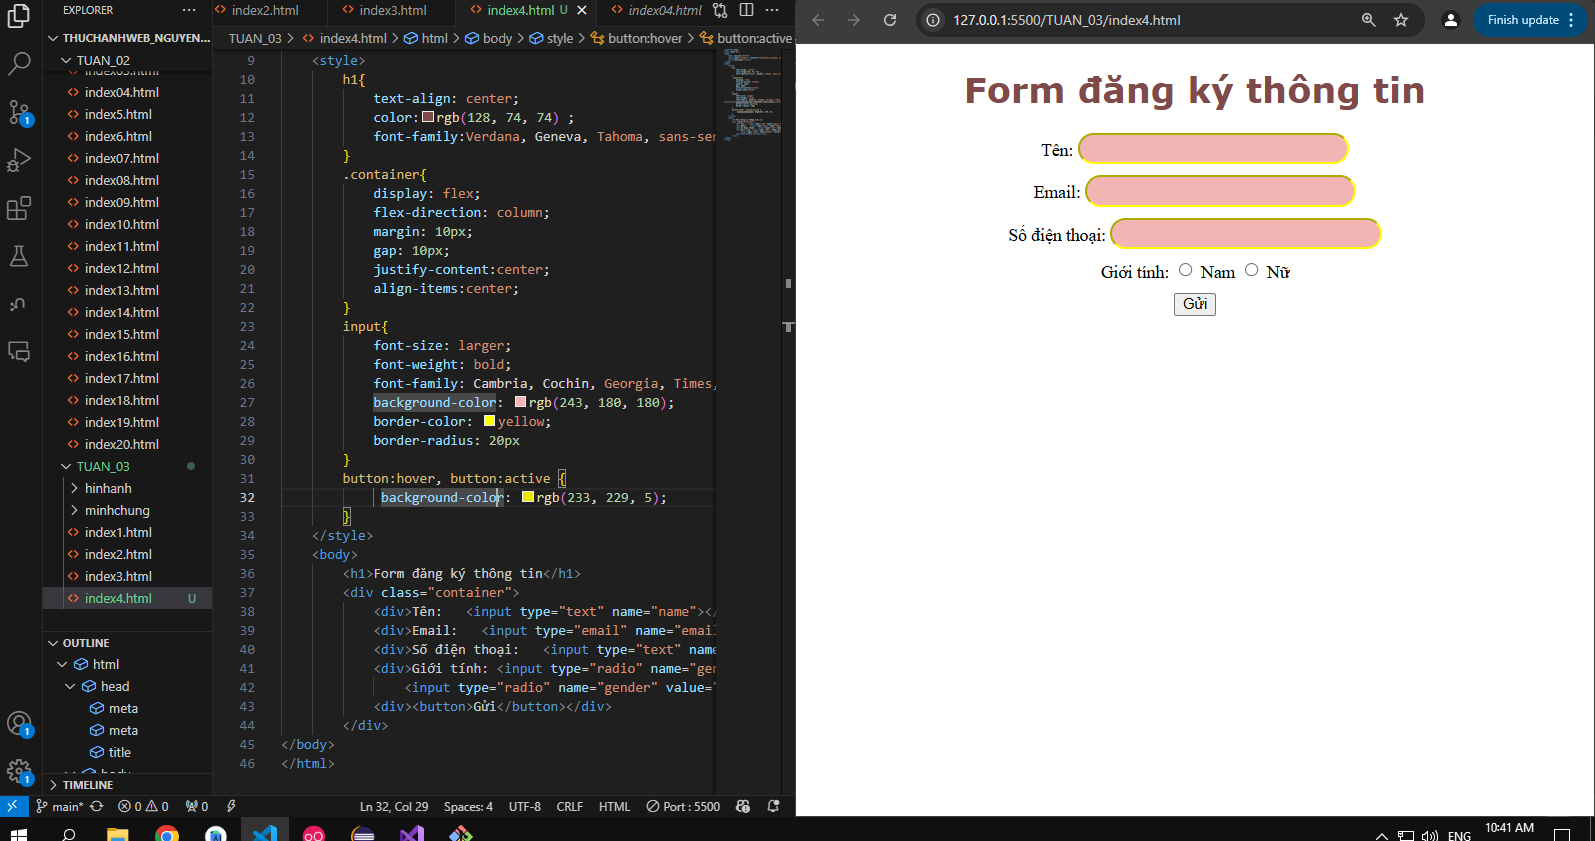 EXPLORER
index2.html
index3.html
index4.html U
index04.html
THUCHANHWEB_NGUYEN...
TUAN_02
index04.html
index5.html
index6.html
index07.html
index08.html
index09.html
index10.html
index11.html
index12.html
index13.html
index14.html
index15.html
index16.html
index17.html
index18.html
index19.html
index20.html
TUAN_03
hinhanh
minhchung
index1.html
index2.html
index3.html
index4.html U
OUTLINE
html
head
meta
meta
title
body
TIMELINE
TUAN_03 > index4.html > html > body > style > button:hover > button:active
9 <style>
10 h1{
11 text-align: center;
12 color: rgb(128, 74, 74) ;
13 font-family:Verdana, Geneva, Tahoma, sans-ser
14 }
15 .container{
16 display: flex;
17 flex-direction: column;
18 margin: 10px;
19 gap: 10px;
20 justify-content:center;
21 align-items:center;
22 }
23 input{
24 font-size: larger;
25 font-weight: bold;
26 font-family: Cambria, Cochin, Georgia, Times,
27 background-color: rgb(243, 180, 180);
28 border-color: yellow;
29 border-radius: 20px
30 }
31 button:hover, button:active {
32 background-color: rgb(233, 229, 5);
33 }
34 </style>
35 <body>
36 <h1>Form đăng ký thông tin</h1>
37 <div class="container">
38 <div>Tên: <input type="text" name="name"></
39 <div>Email: <input type="email" name="emai
40 <div>Số điện thoại: <input type="text" nam
41 <div>Giới tính: <input type="radio" name="ge
42 <input type="radio" name="gender" value="
43 <div><button>Gửi</button></div>
44 </div>
45 </body>
46 </html>
main* 0 0 0
Ln 32, Col 29 Spaces: 4 UTF-8 CRLF HTML Port : 5500
127.0.0.1:5500/TUAN_03/index4.html
Finish update
Form đăng ký thông tin
Tên:
Email:
Số điện thoại:
Giới tính: Nam Nữ
Gửi
ENG
10:41 AM